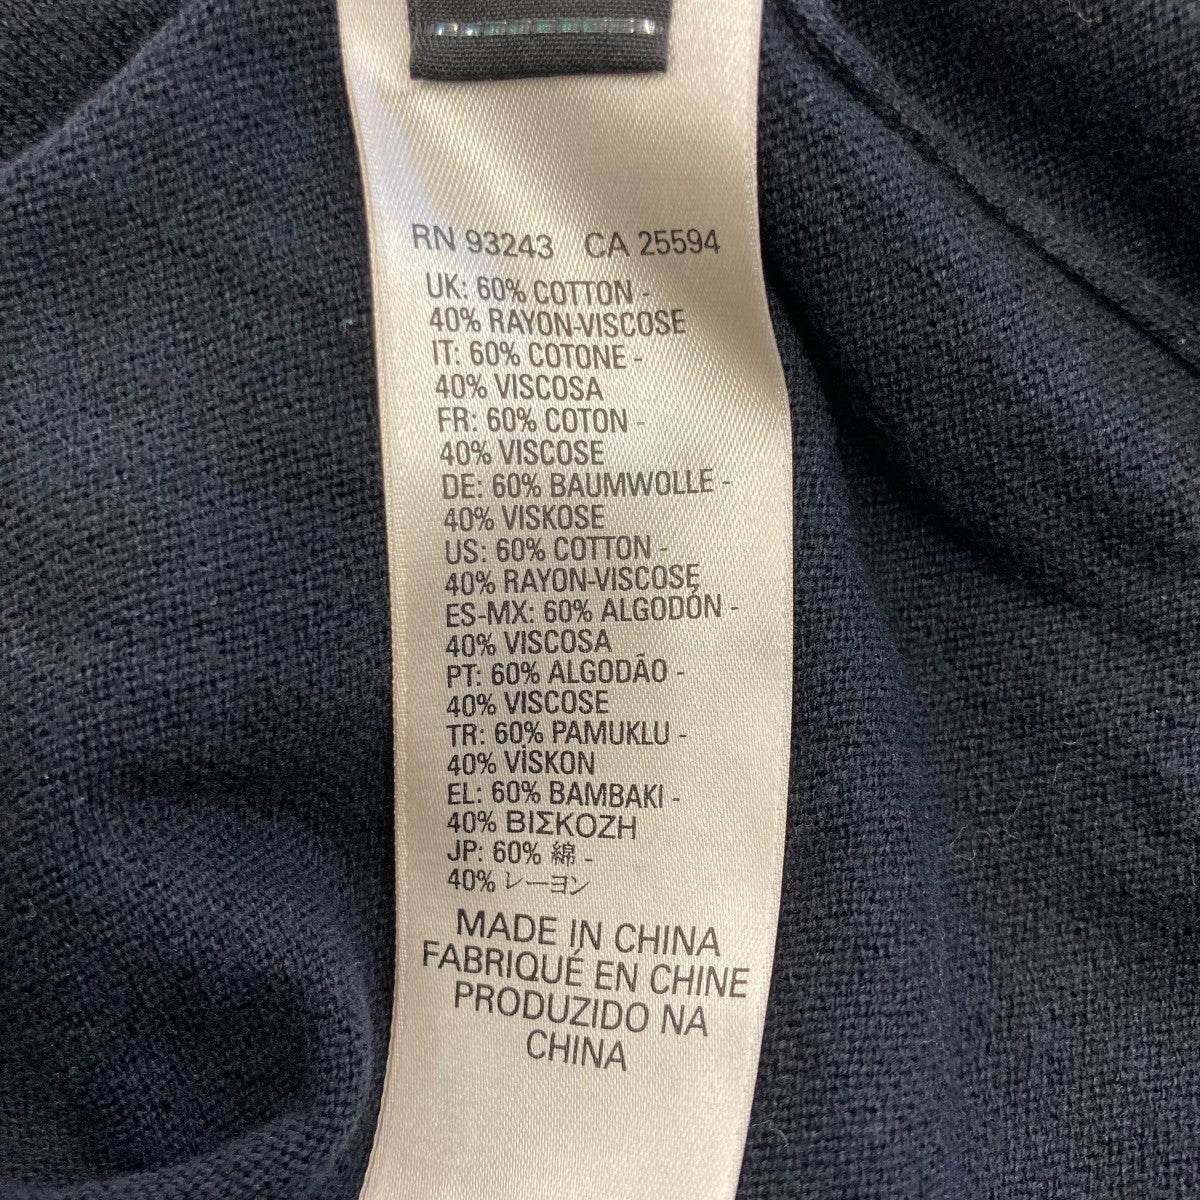 RN 93243 CA 25594
UK: 60% COTTON -
40% RAYON-VISCOSE
IT: 60% COTONE -
40% VISCOSA
FR: 60% COTON -
40% VISCOSE
DE: 60% BAUMWOLLE -
40% VISKOSE
US: 60% COTTON -
40% RAYON-VISCOSE
ES-MX: 60% ALGODÓN -
40% VISCOSA
PT: 60% ALGODÃO -
40% VISCOSE
TR: 60% PAMUKLU -
40% VİSKON
EL: 60% BAMBAKI -
40% ΒΙΣΚΟΖΗ
JP: 60% 綿 -
40% レーヨン
MADE IN CHINA
FABRIQUÉ EN CHINE
PRODUZIDO NA
CHINA